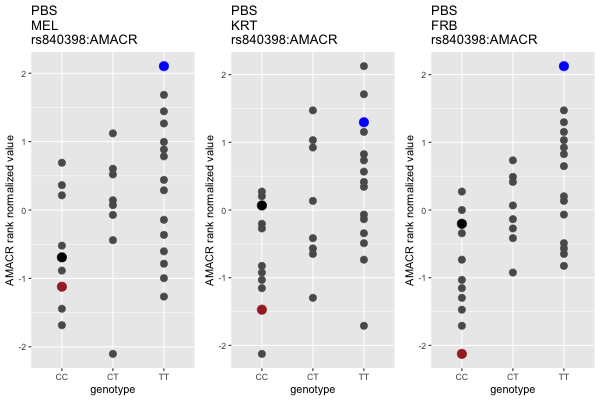 PBS
MEL
rs840398:AMACR
AMACR rank normalized value
2
1
0
-1
-2
CC CT TT
genotype
PBS
KRT
rs840398:AMACR
AMACR rank normalized value
2
1
0
-1
-2
CC CT TT
genotype
PBS
FRB
rs840398:AMACR
AMACR rank normalized value
2
1
0
-1
-2
CC CT TT
genotype